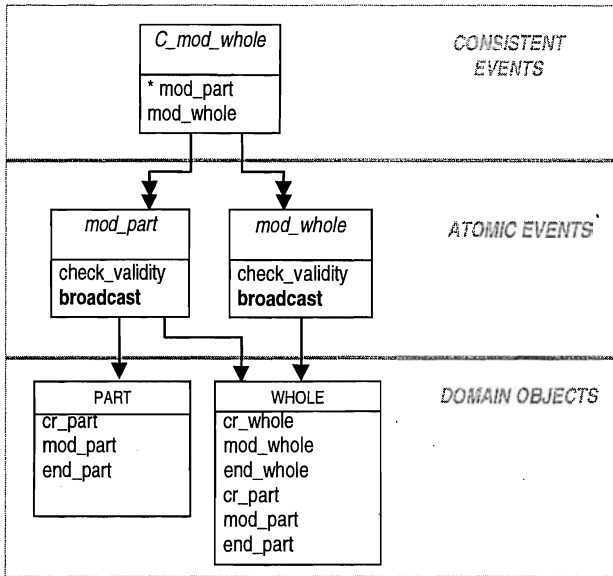 C_mod_whole
* mod_part
mod_whole
CONSISTENT
EVENTS
mod_part
check_validity
broadcast
mod_whole
check_validity
broadcast
ATOMIC EVENTS
PART
cr_part
mod_part
end_part
WHOLE
cr_whole
mod_whole
end_whole
cr_part
mod_part
end_part
DOMAIN OBJECTS